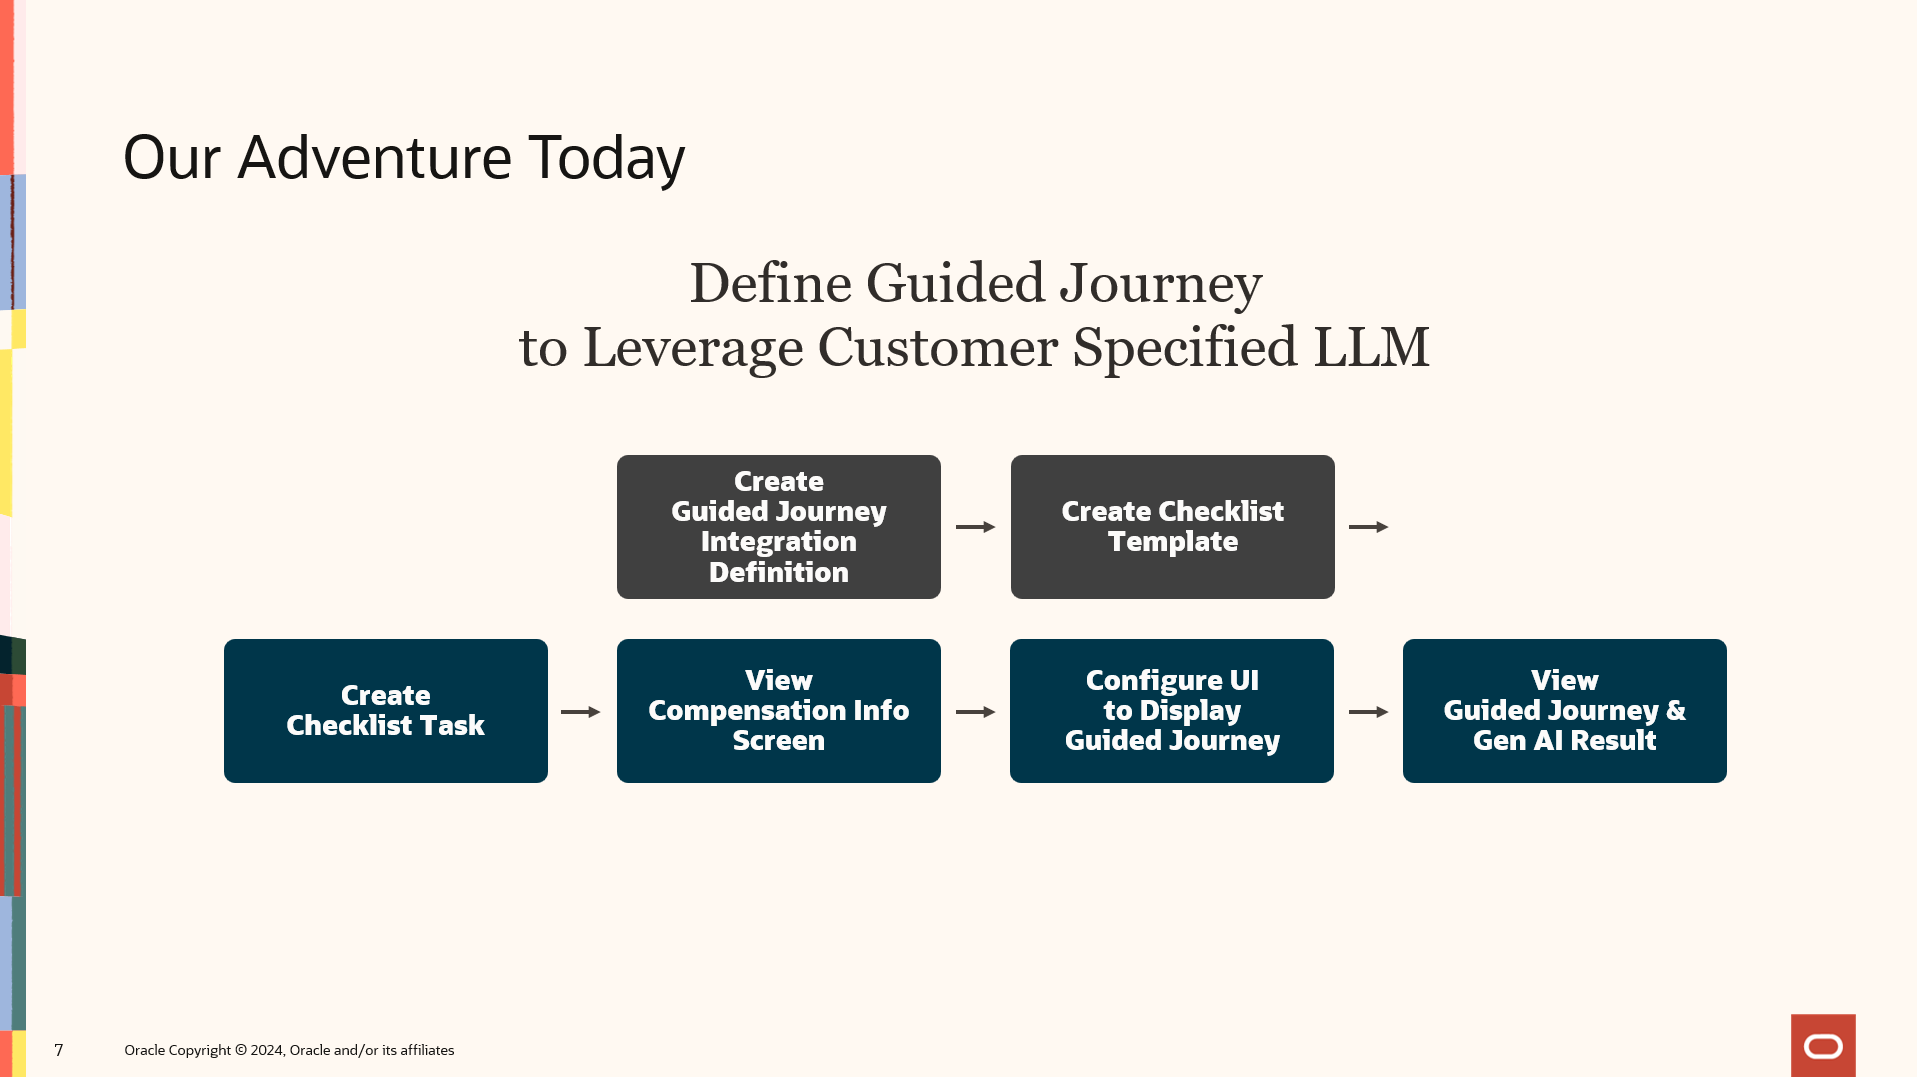 Our Adventure Today
Define Guided Journey
to Leverage Customer Specified LLM
Create
Guided Journey
Integration
Definition
Create Checklist
Template
Create
Checklist Task
View
Compensation Info
Screen
Configure UI
to Display
Guided Journey
View
Guided Journey &
Gen AI Result
7
Oracle Copyright © 2024, Oracle and/or its affiliates